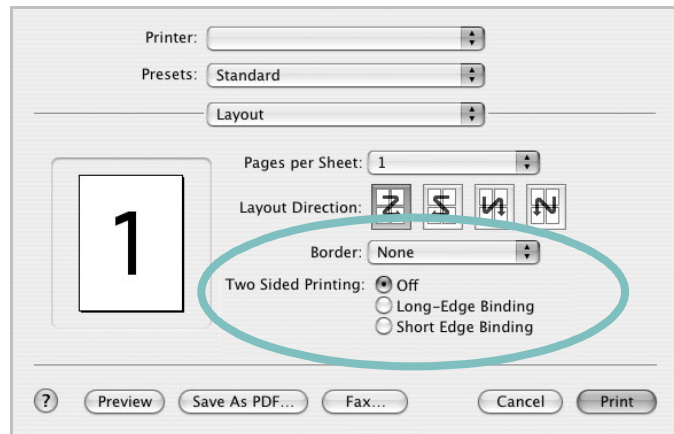 Printer:
Presets: Standard
Layout
Pages per Sheet: 1
Layout Direction:
1
Border: None
Two Sided Printing: Off
Long-Edge Binding
Short Edge Binding
? Preview Save As PDF... Fax... Cancel Print